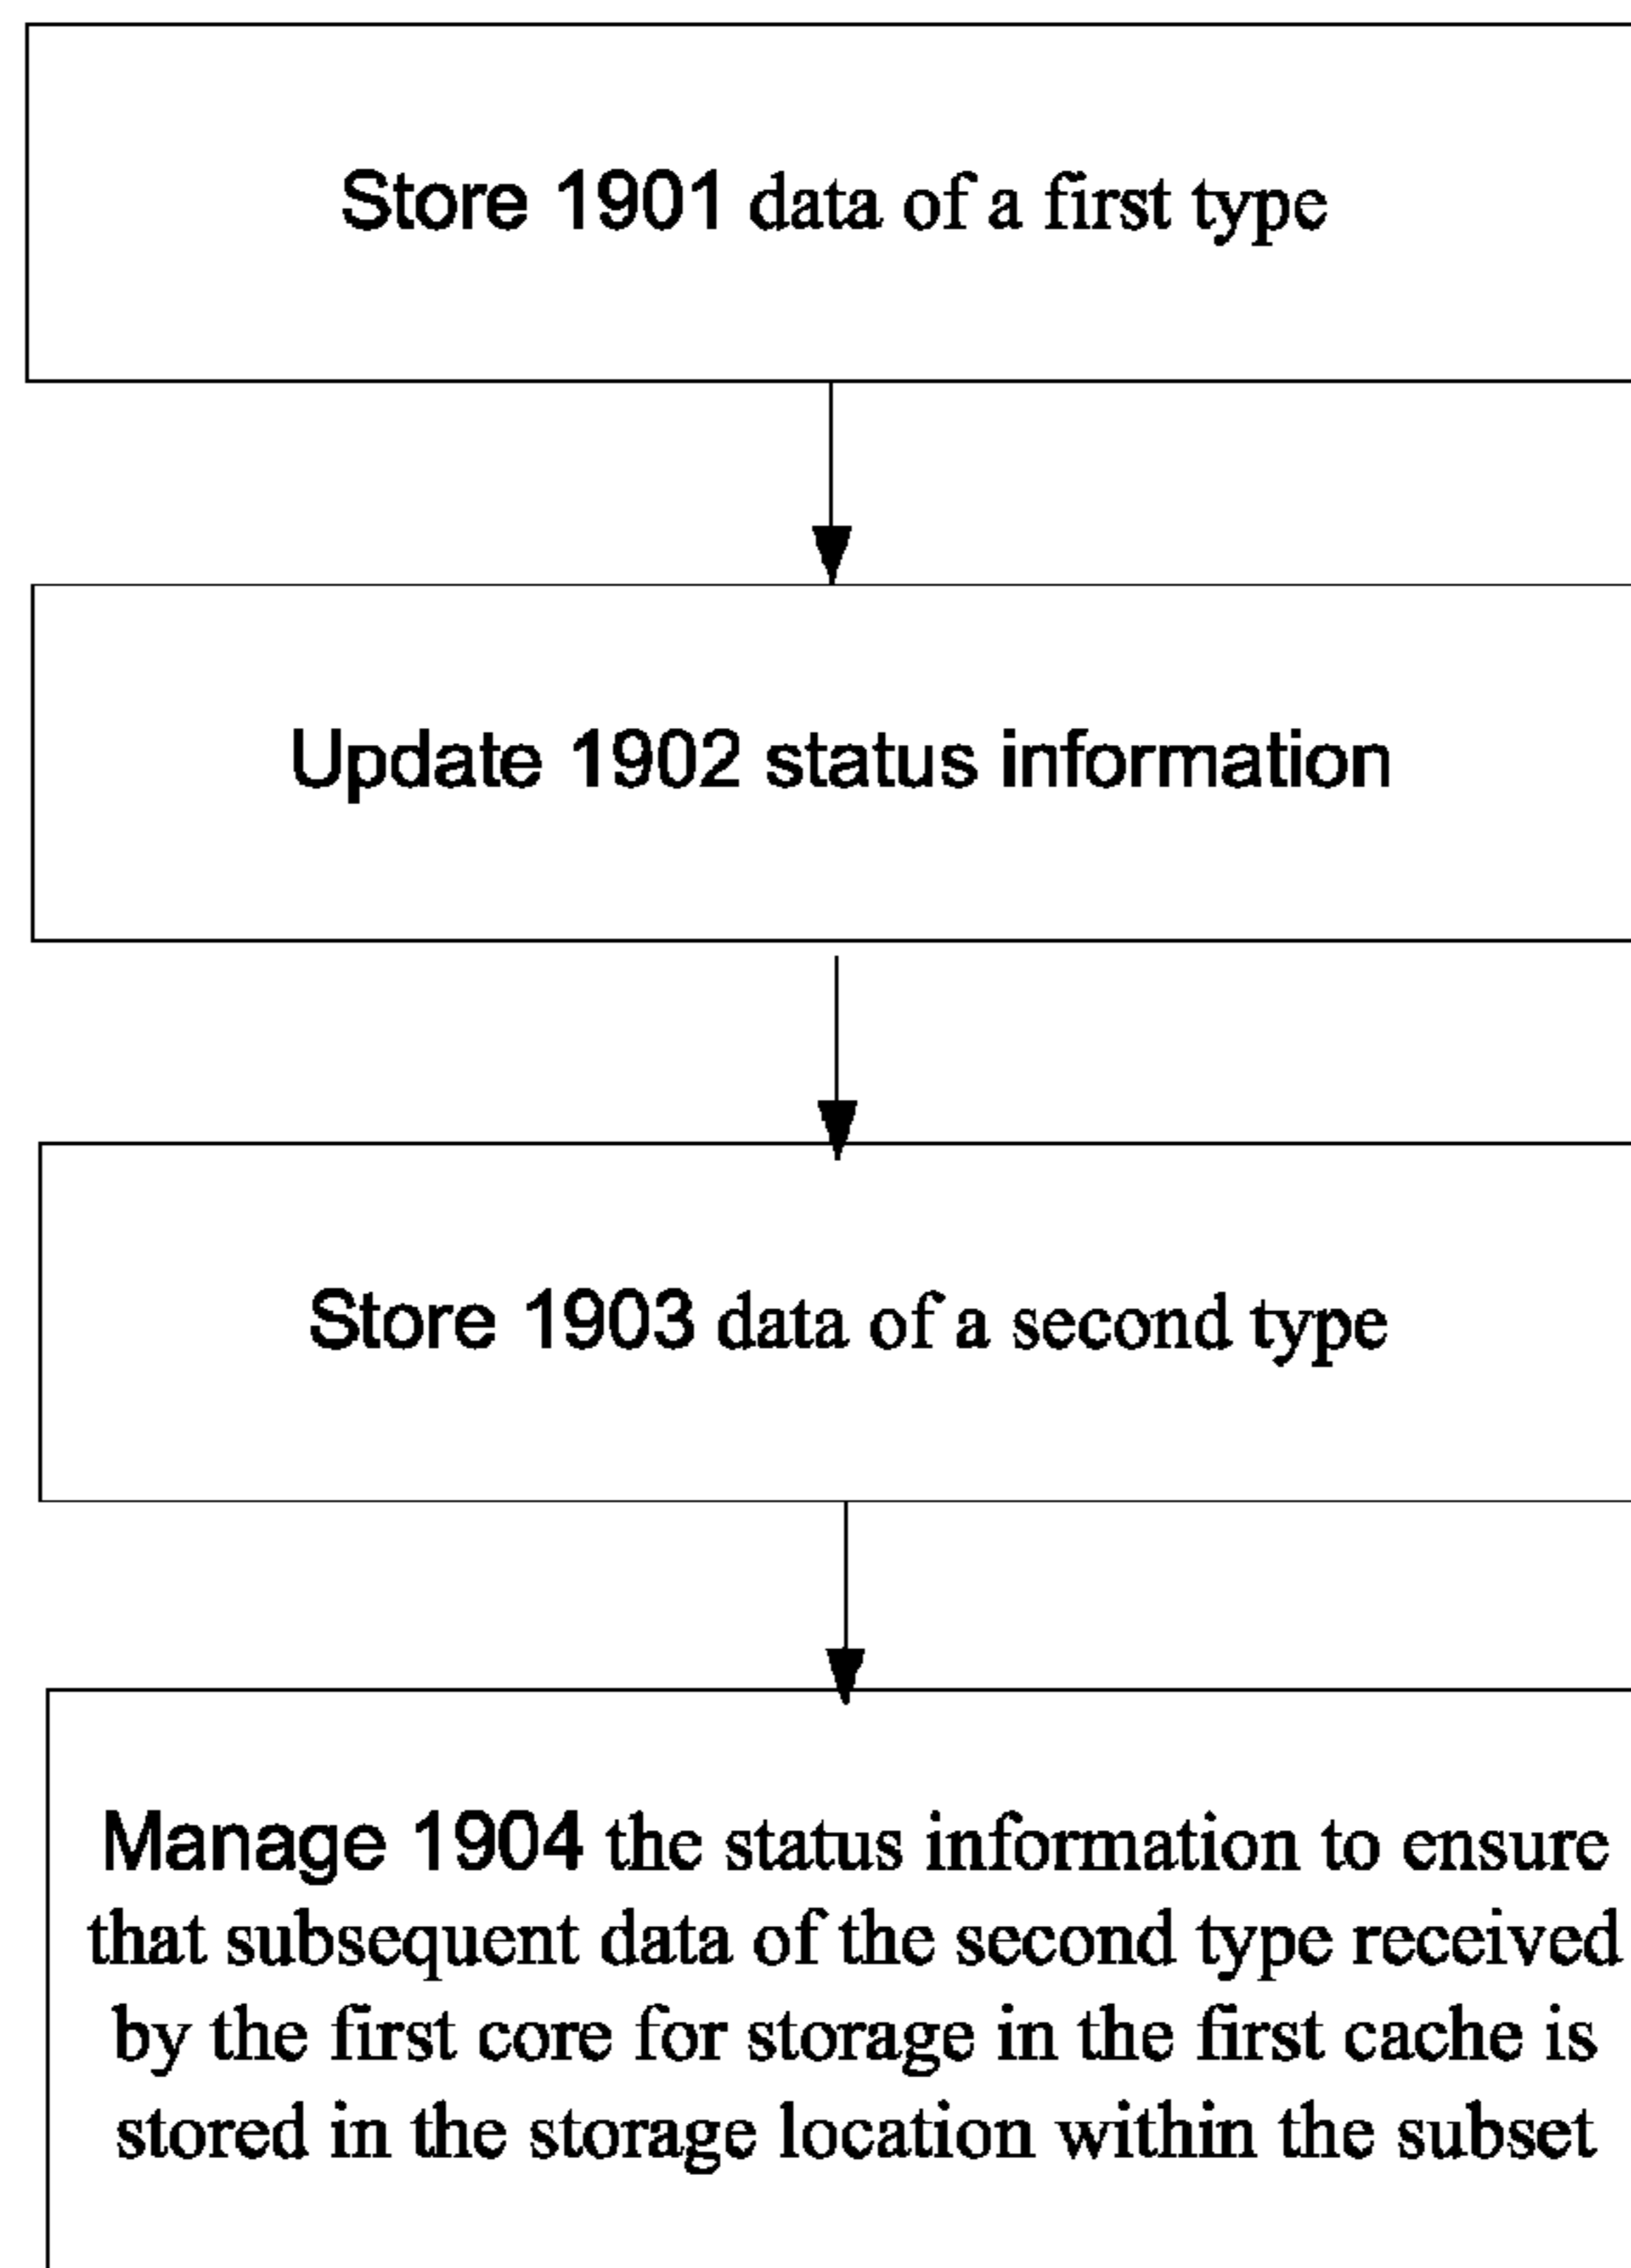 Store 1901 data of a first type
Update 1902 status information
Store 1903 data of a second type
Manage 1904 the status information to ensure
that subsequent data of the second type received
by the first core for storage in the first cache is
stored in the storage location within the subset